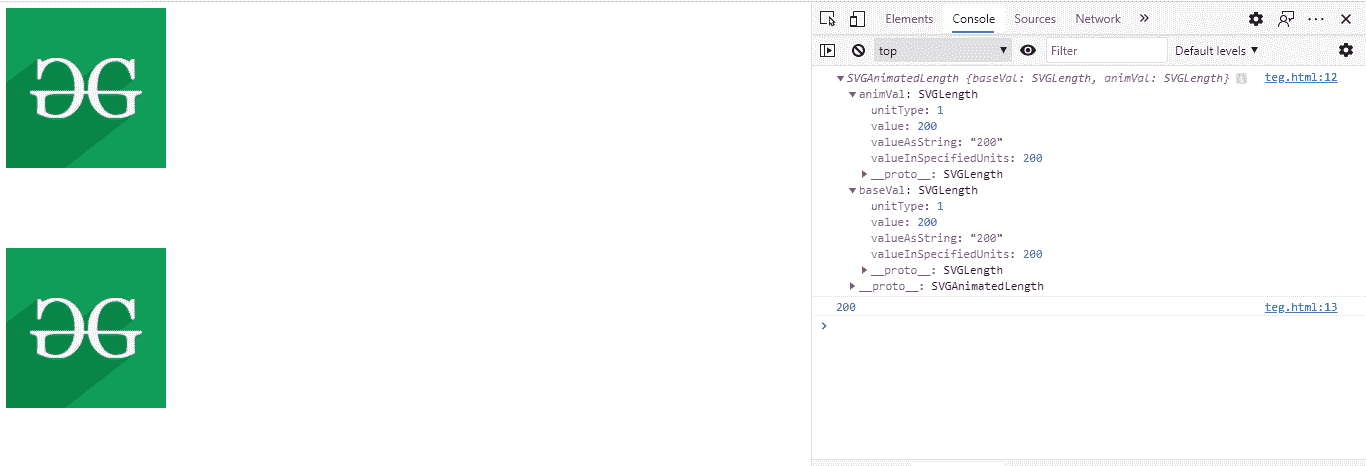 Elements Console Sources Network »
top ▼ Filter Default levels ▼
▼SVGAnimatedLength {baseVal: SVGLength, animVal: SVGLength} i teg.html:12
▼animVal: SVGLength
unitType: 1
value: 200
valueAsString: "200"
valueInSpecifiedUnits: 200
▶__proto__: SVGLength
▼baseVal: SVGLength
unitType: 1
value: 200
valueAsString: "200"
valueInSpecifiedUnits: 200
▶__proto__: SVGLength
▶__proto__: SVGAnimatedLength
200 teg.html:13
>